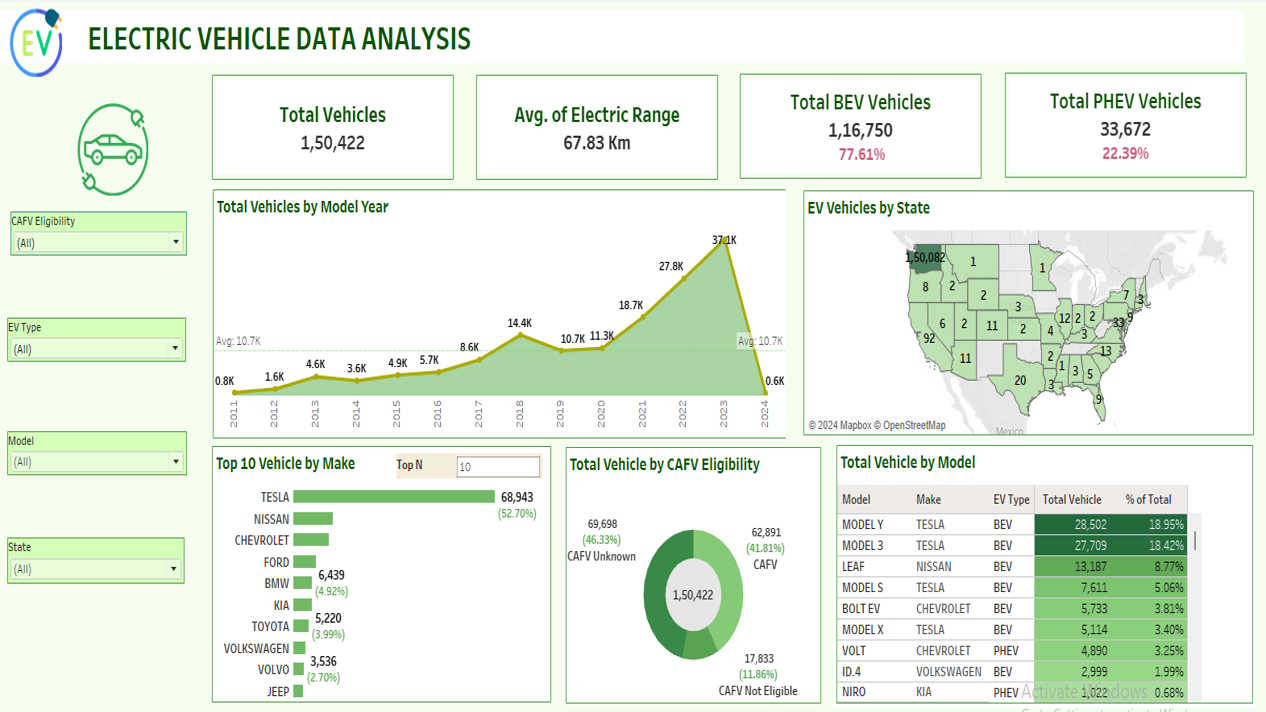 EV
ELECTRIC VEHICLE DATA ANALYSIS
Total Vehicles
1,50,422
Avg. of Electric Range
67.83 Km
Total BEV Vehicles
1,16,750
77.61%
Total PHEV Vehicles
33,672
22.39%
CAFV Eligibility
(All)
EV Type
(All)
Model
(All)
State
(All)
Total Vehicles by Model Year
37.1K
27.8K
18.7K
14.4K
10.7K
11.3K
8.6K
4.6K
3.6K
4.9K
5.7K
1.6K
0.8K
0.6K
Avg: 10.7K
Avg: 10.7K
2011
2012
2013
2014
2015
2016
2017
2018
2019
2020
2021
2022
2023
2024
EV Vehicles by State
1,50,082
1
1
8
2
2
3
7
3
6
2
11
2
4
12
2
2
33
9
92
3
11
2
13
20
3
1
3
5
9
Mexico
© 2024 Mapbox © OpenStreetMap
Top 10 Vehicle by Make
Top N
10
TESLA
68,943
(52.70%)
NISSAN
CHEVROLET
FORD
BMW
6,439
(4.92%)
KIA
TOYOTA
5,220
(3.99%)
VOLKSWAGEN
VOLVO
3,536
(2.70%)
JEEP
Total Vehicle by CAFV Eligibility
69,698
(46.33%)
CAFV Unknown
62,891
(41.81%)
CAFV
1,50,422
17,833
(11.86%)
CAFV Not Eligible
Total Vehicle by Model
Model Make EV Type Total Vehicle % of Total
MODEL Y TESLA BEV 28,502 18.95%
MODEL 3 TESLA BEV 27,709 18.42%
LEAF NISSAN BEV 13,187 8.77%
MODEL S TESLA BEV 7,611 5.06%
BOLT EV CHEVROLET BEV 5,733 3.81%
MODEL X TESLA BEV 5,114 3.40%
VOLT CHEVROLET PHEV 4,890 3.25%
ID.4 VOLKSWAGEN BEV 2,999 1.99%
NIRO KIA PHEV 1,022 0.68%
Activate Windows